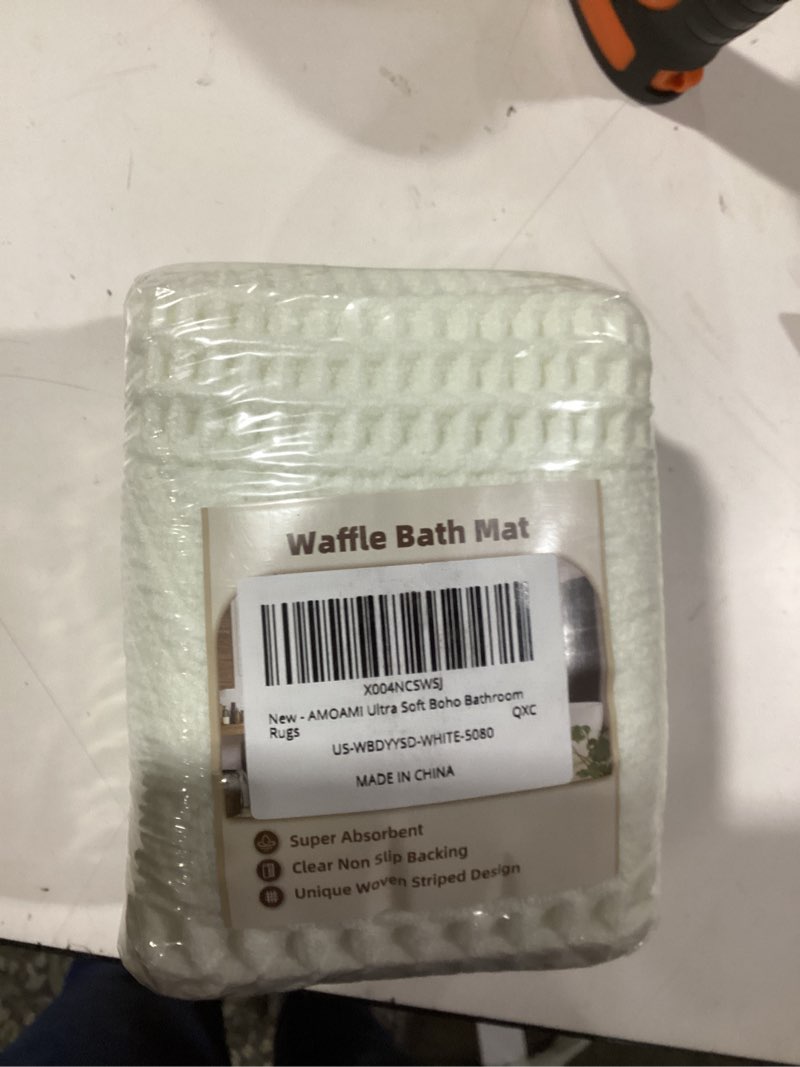 Waffle Bath Mat
X004NCSWSJ
New - AMOAMI Ultra Soft Boho Bathroom
Rugs QXC
US-WBDYYSD-WHITE-5080
MADE IN CHINA
Super Absorbent
Clear Non Slip Backing
Unique Woven Striped Design